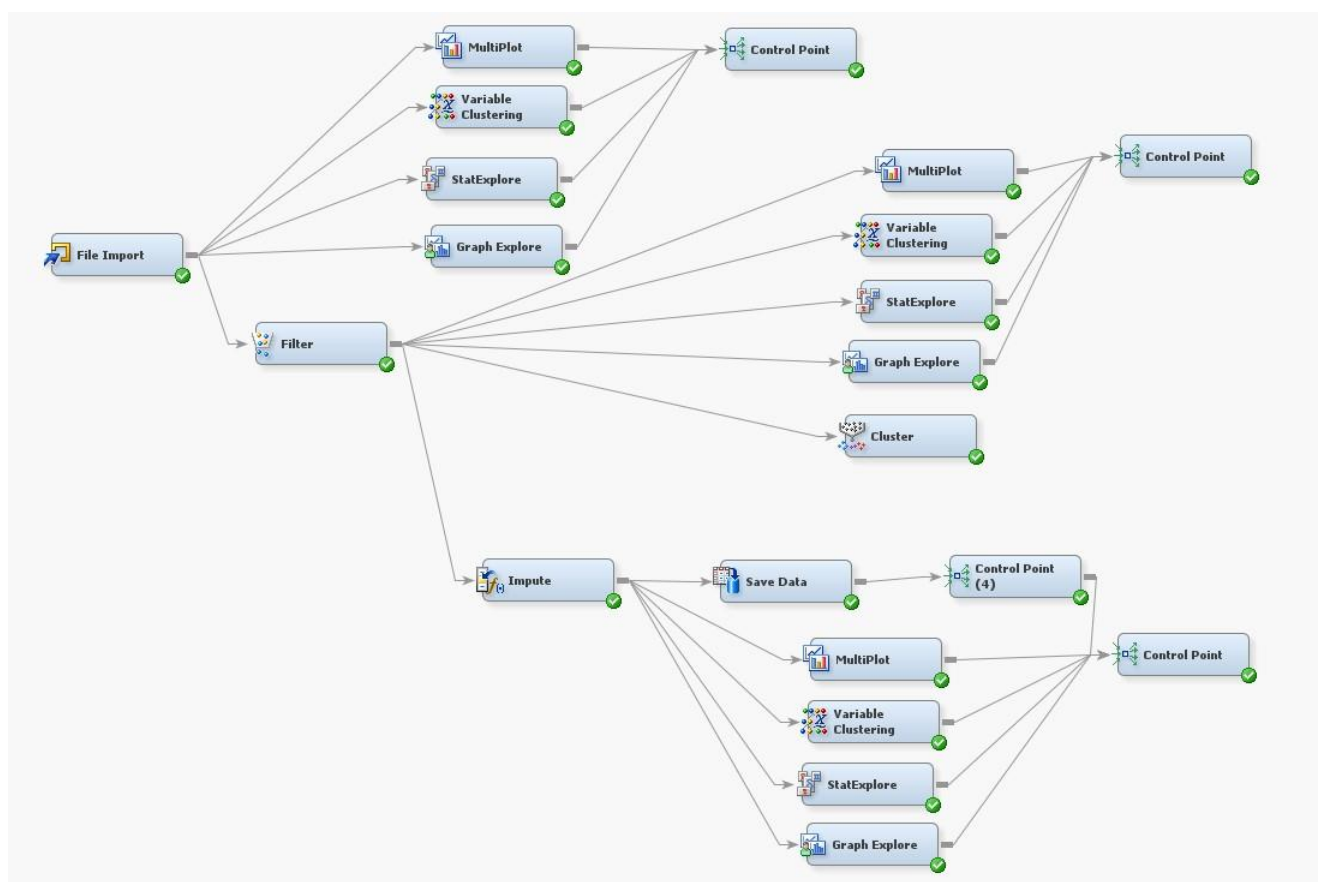 MultiPlot
Control Point
Variable
Clustering
StatExplore
Graph Explore
File Import
Filter
MultiPlot
Control Point
Variable
Clustering
StatExplore
Graph Explore
Cluster
Impute
Save Data
Control Point
(4)
MultiPlot
Control Point
Variable
Clustering
StatExplore
Graph Explore